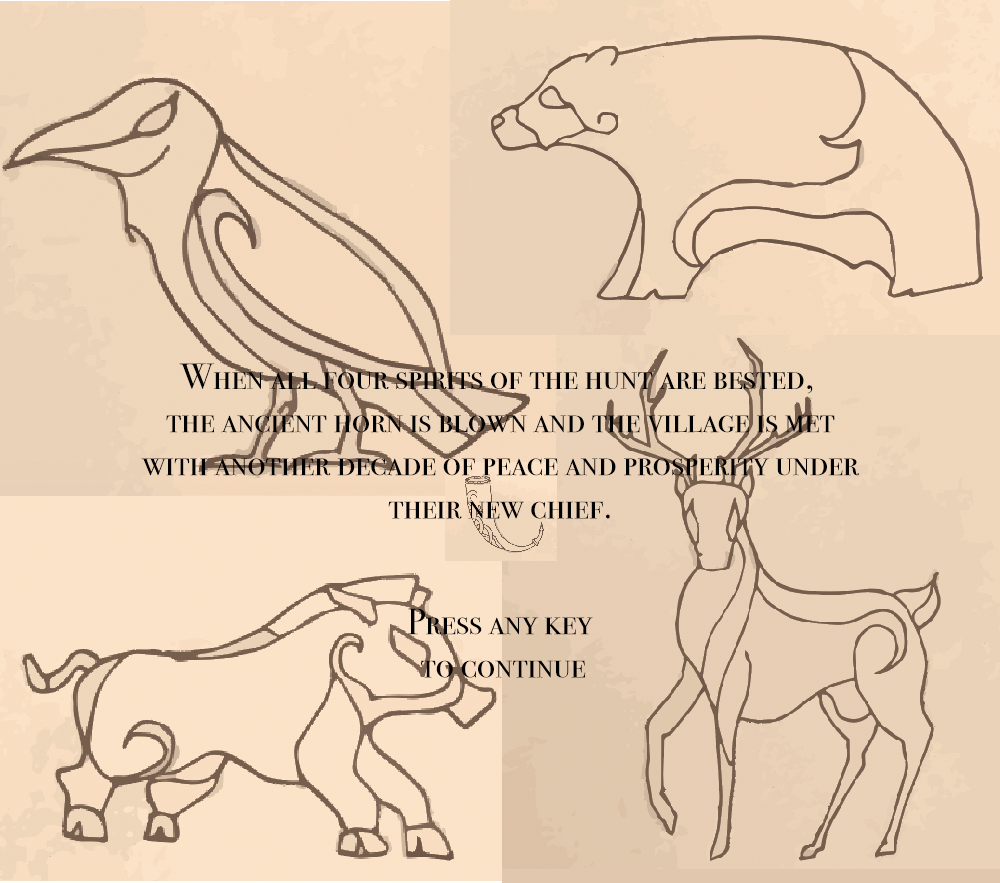 When all four spirits of the hunt are bested,
the ancient horn is blown and the village is met
with another decade of peace and prosperity under
their new chief.
Press any key
to continue